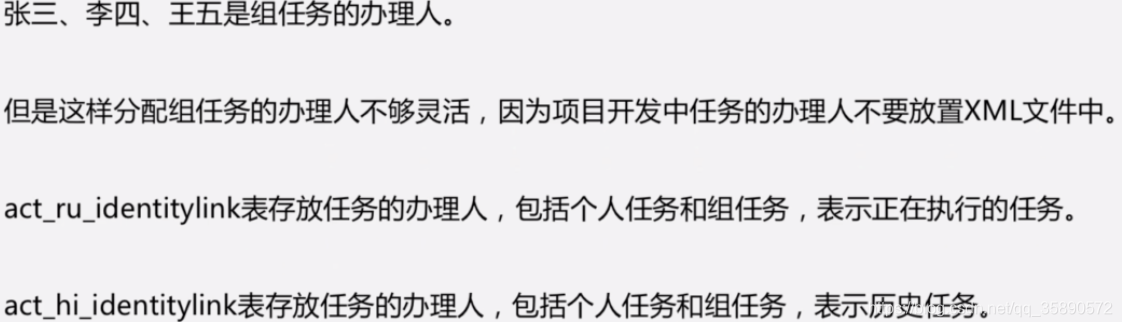 张三、李四、王五是组任务的办理人。
但是这样分配组任务的办理人不够灵活，因为项目开发中任务的办理人不要放置XML文件中。
act_ru_identitylink表存放任务的办理人，包括个人任务和组任务，表示正在执行的任务。
act_hi_identitylink表存放任务的办理人，包括个人任务和组任务，表示历史任务。
https://blog.csdn.net/qq_35890572